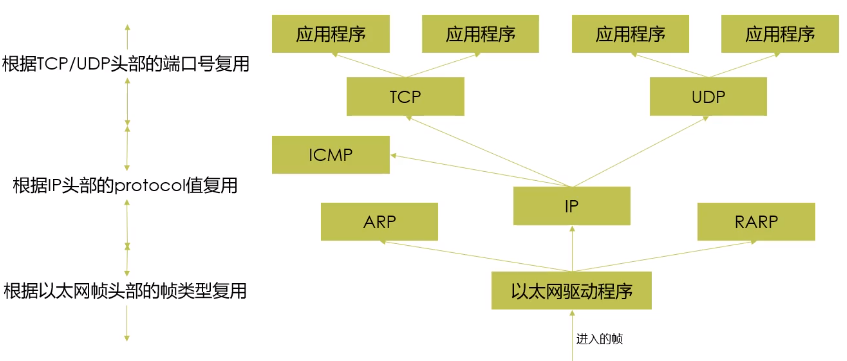 应用程序
应用程序
应用程序
应用程序
根据TCP/UDP头部的端口号复用
TCP
UDP
ICMP
根据IP头部的protocol值复用
IP
ARP
RARP
根据以太网帧头部的帧类型复用
以太网驱动程序
进入的帧